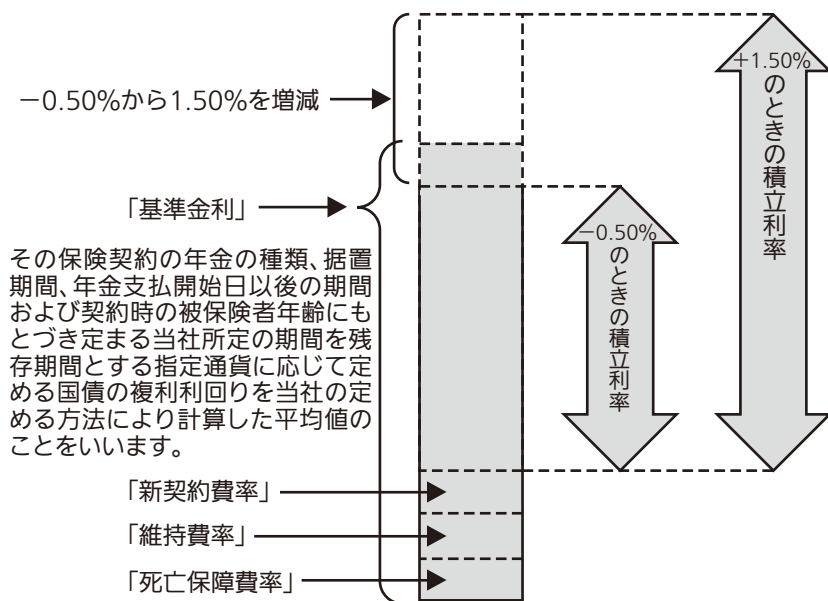 －0.50%から1.50%を増減
「基準金利」
その保険契約の年金の種類、据置
期間、年金支払開始日以後の期間
および契約時の被保険者年齢にも
とづき定まる当社所定の期間を残
存期間とする指定通貨に応じて定
める国債の複利利回りを当社の定
める方法により計算した平均値の
ことをいいます。
「新契約費率」
「維持費率」
「死亡保障費率」
－0.50%
のときの積立利率
＋1.50%
のときの積立利率